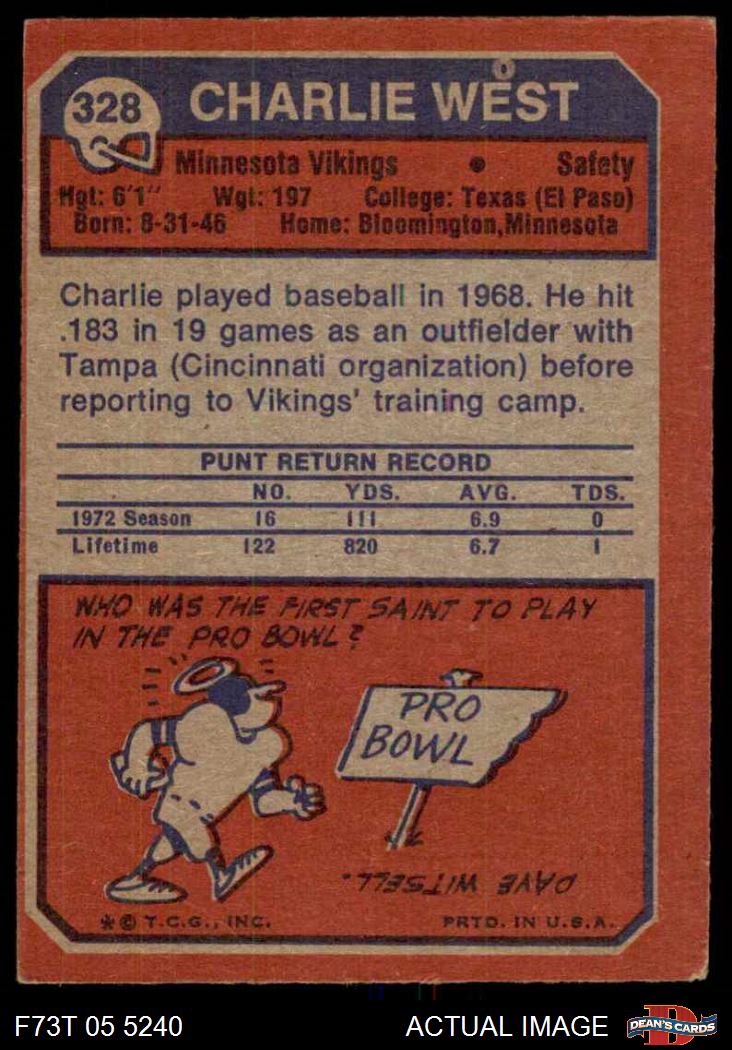 328
CHARLIE WEST
Minnesota Vikings • Safety
Hgt: 6'1" Wgt: 197 College: Texas (El Paso)
Born: 8-31-46 Home: Bloomington, Minnesota
Charlie played baseball in 1968. He hit
.183 in 19 games as an outfielder with
Tampa (Cincinnati organization) before
reporting to Vikings' training camp.
PUNT RETURN RECORD
NO. YDS. AVG. TDS.
1972 Season 16 111 6.9 0
Lifetime 122 820 6.7 1
WHO WAS THE FIRST SAINT TO PLAY
IN THE PRO BOWL?
PRO
BOWL
DAVE WITSELL.
* © T.C.G., INC. PRTD. IN U.S.A.
F73T 05 5240 ACTUAL IMAGE D DEAN'S CARDS